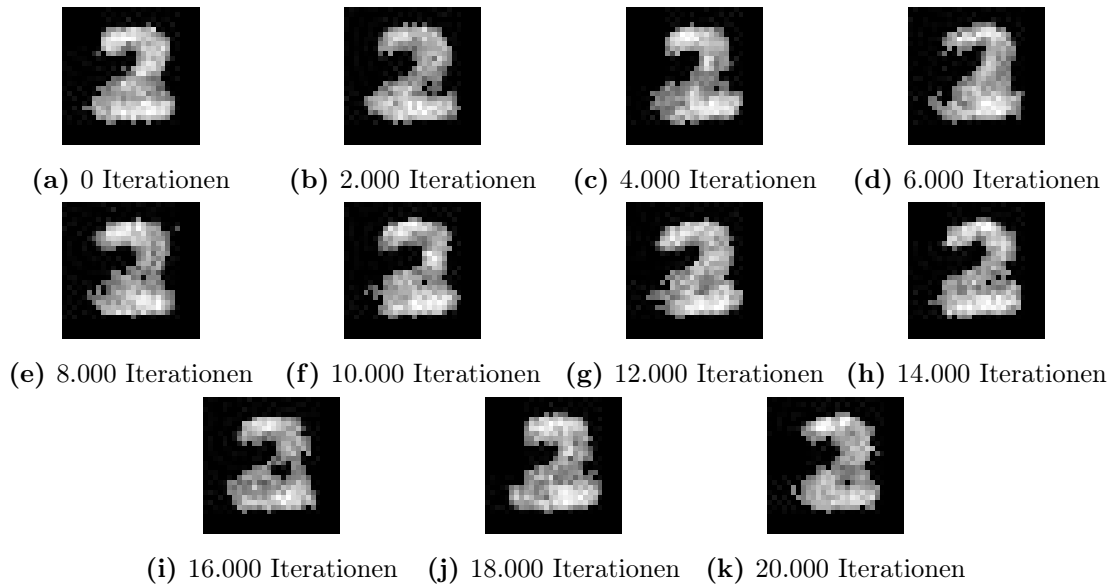 (a) 0 Iterationen (b) 2.000 Iterationen (c) 4.000 Iterationen (d) 6.000 Iterationen
(e) 8.000 Iterationen (f) 10.000 Iterationen (g) 12.000 Iterationen (h) 14.000 Iterationen
(i) 16.000 Iterationen (j) 18.000 Iterationen (k) 20.000 Iterationen